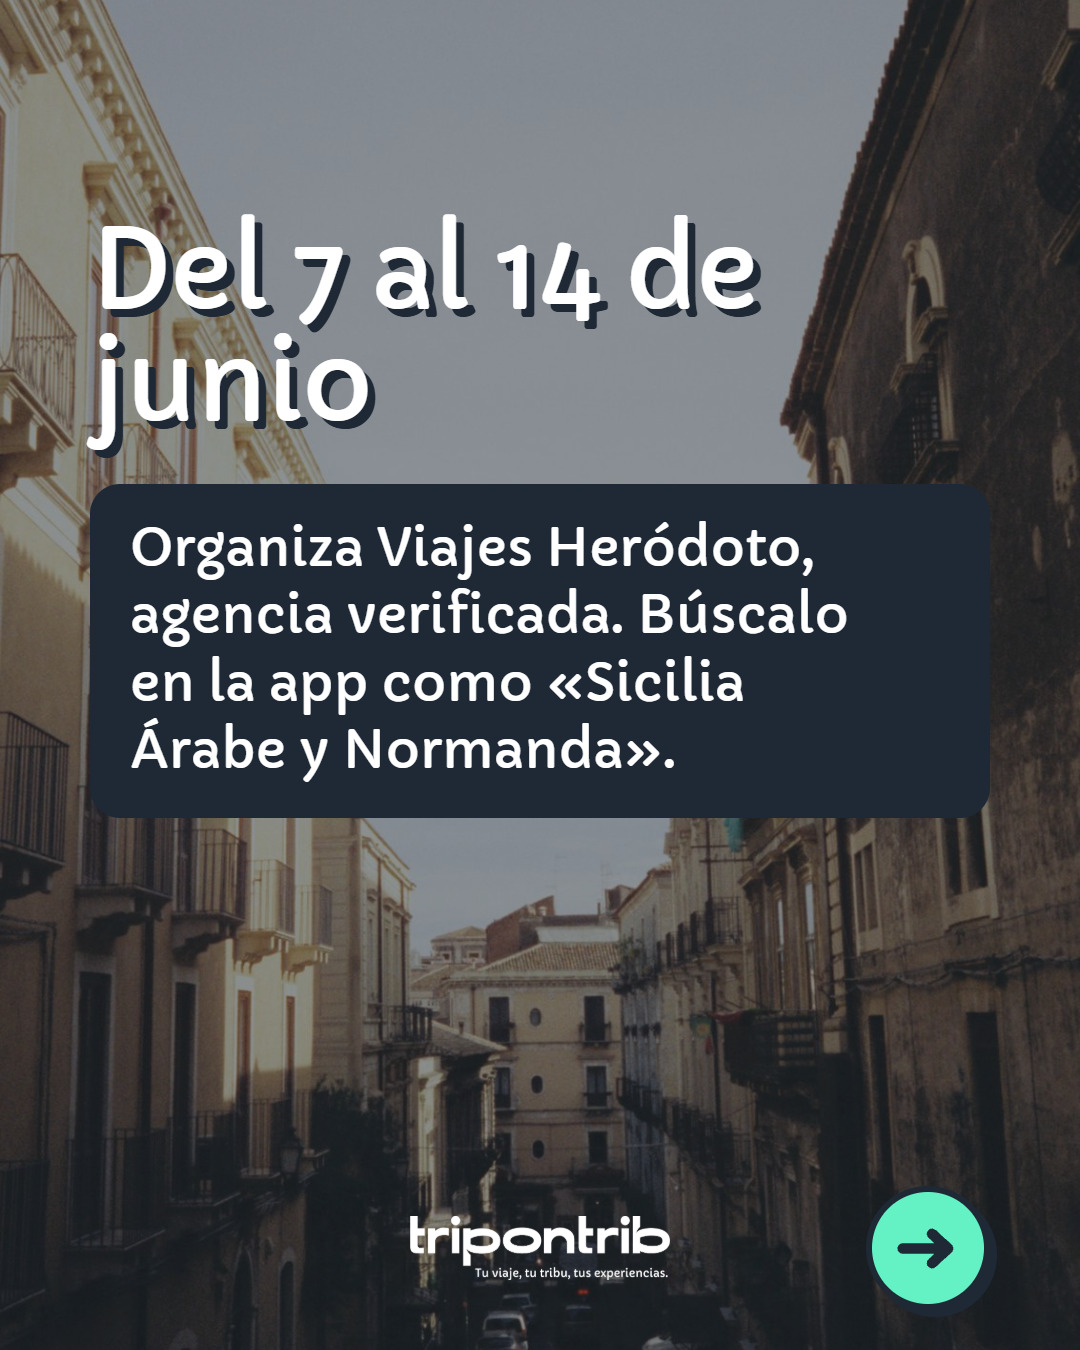 Del 7 al 14 de
junio
Organiza Viajes Heródoto,
agencia verificada. Búscalo
en la app como «Sicilia
Árabe y Normanda».
tripontrib
Tu viaje, tu tribu, tus experiencias.